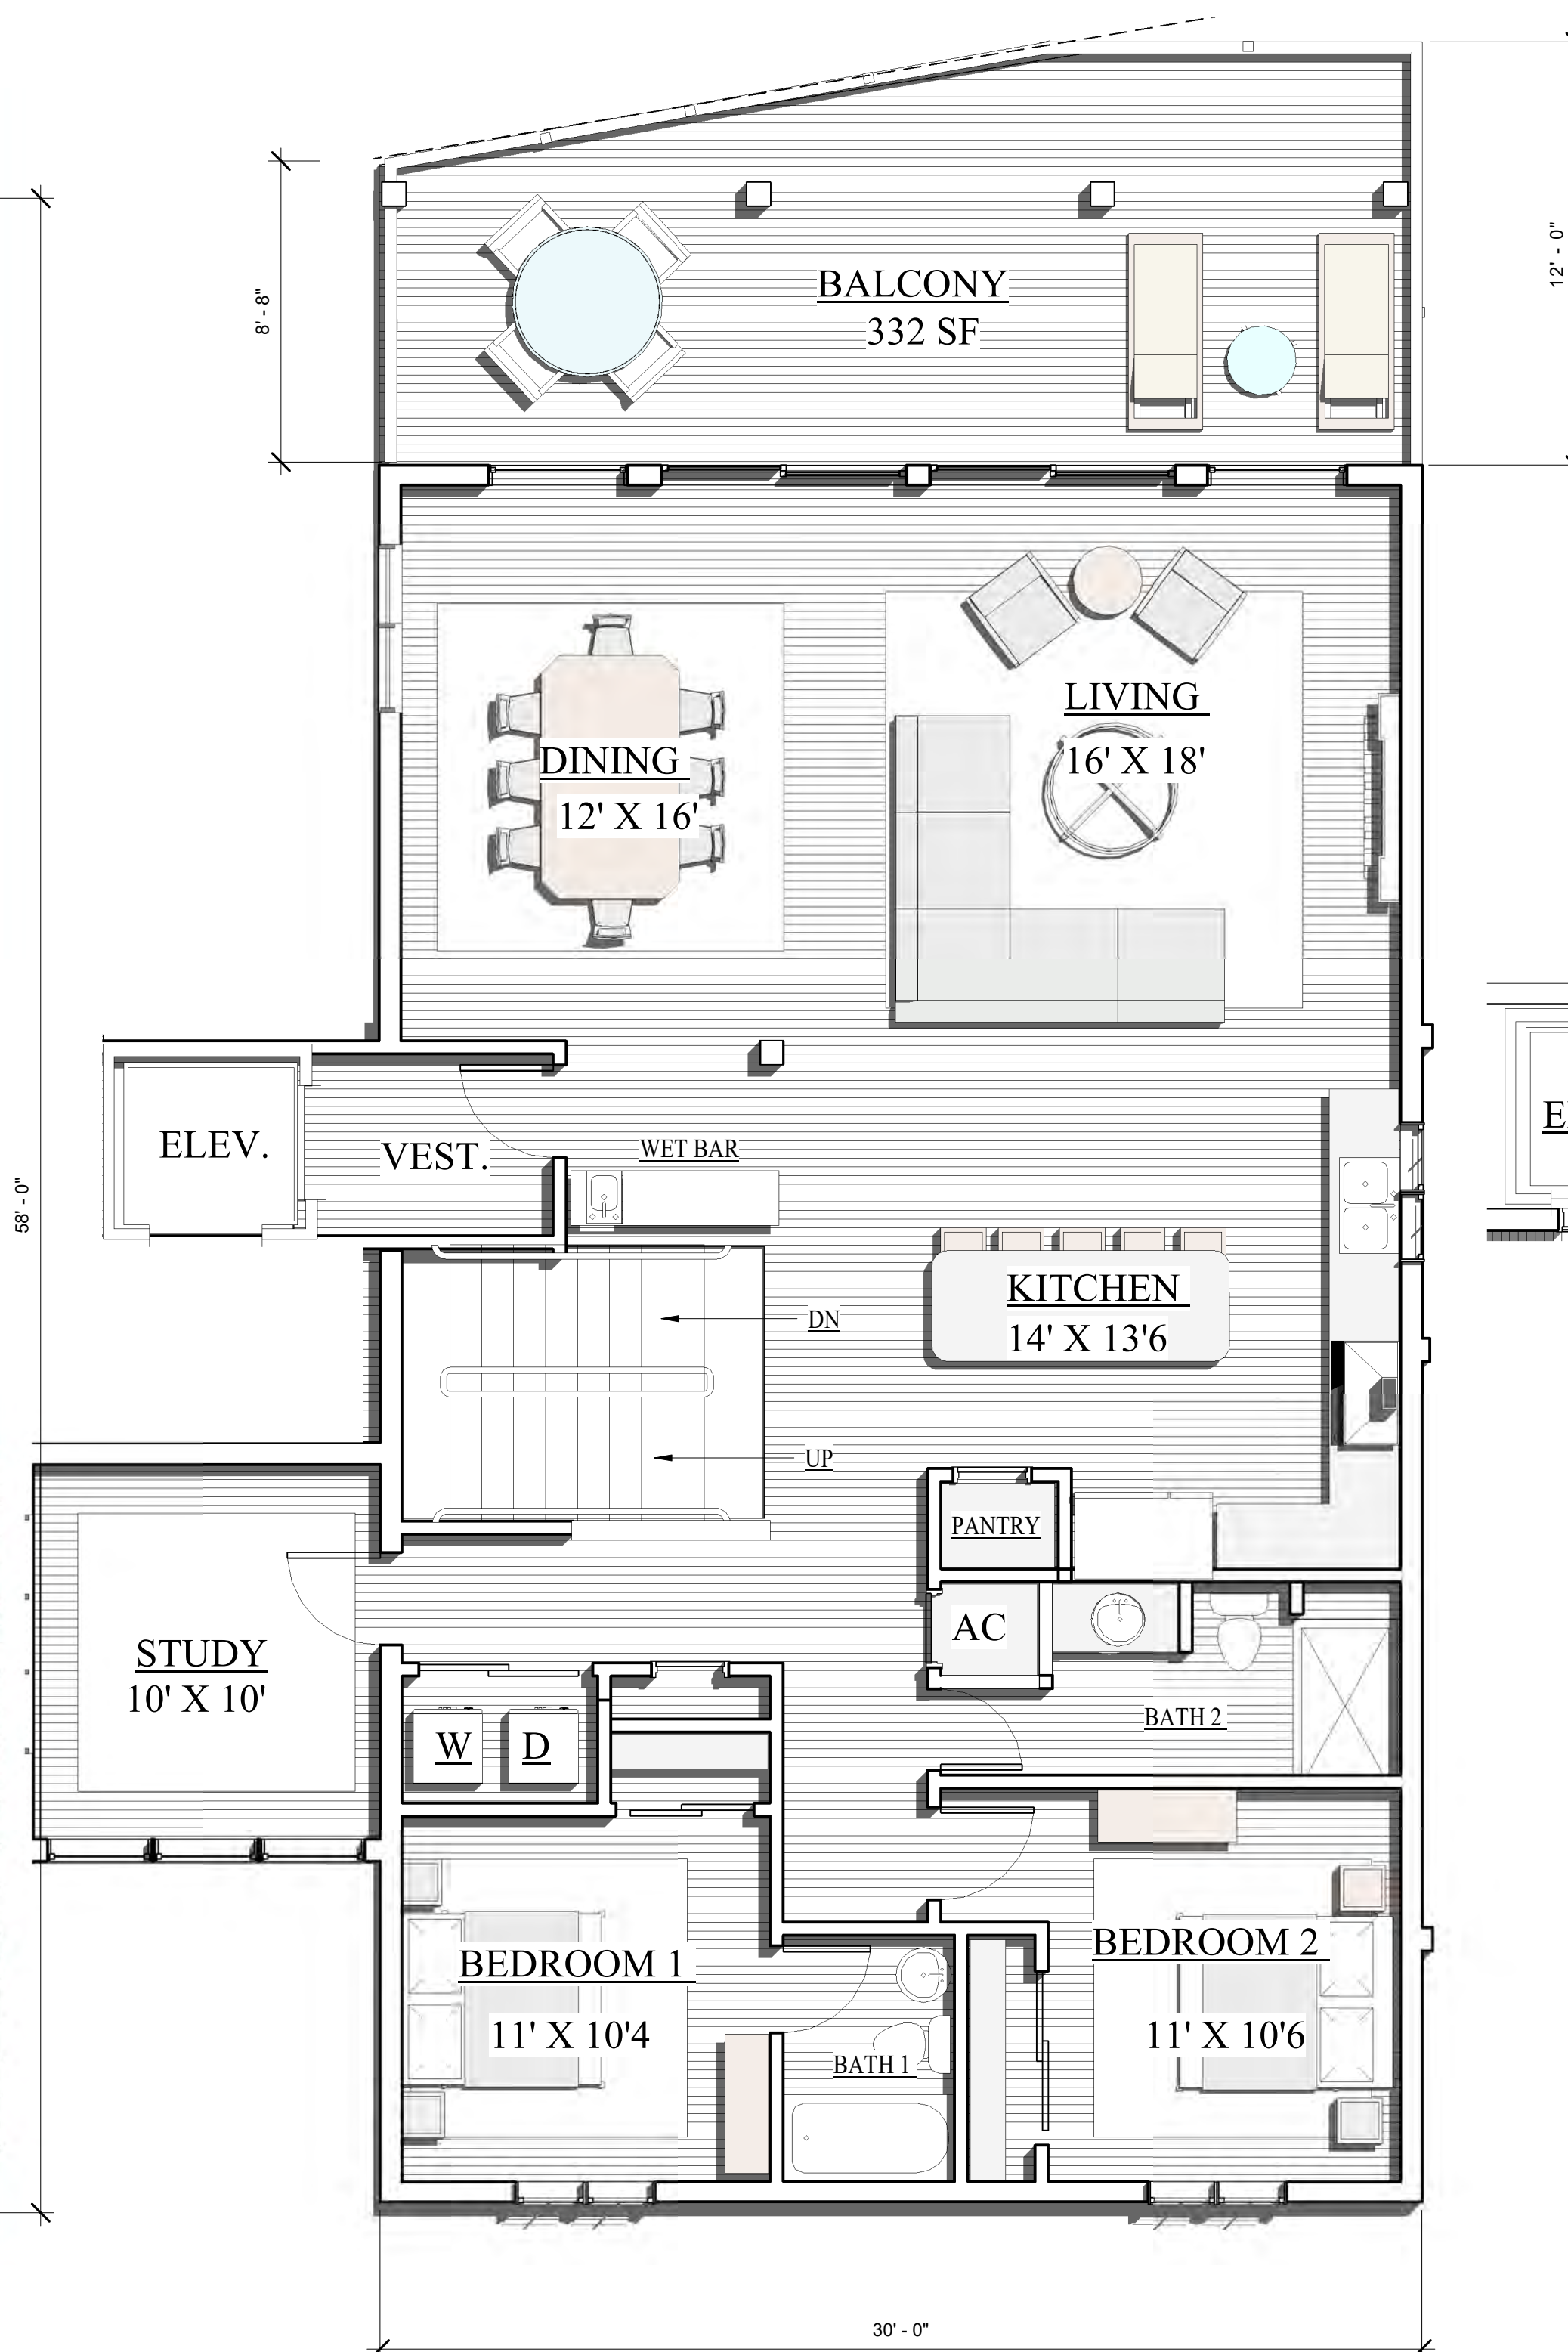 8' - 8"
12' - 0"
BALCONY
332 SF
LIVING
16' X 18'
DINING
12' X 16'
ELEV.
VEST.
WET BAR
E
58' - 0"
KITCHEN
14' X 13'6
DN
UP
PANTRY
AC
STUDY
10' X 10'
W
D
BATH 2
BEDROOM 1
11' X 10'4
BEDROOM 2
11' X 10'6
BATH 1
30' - 0"